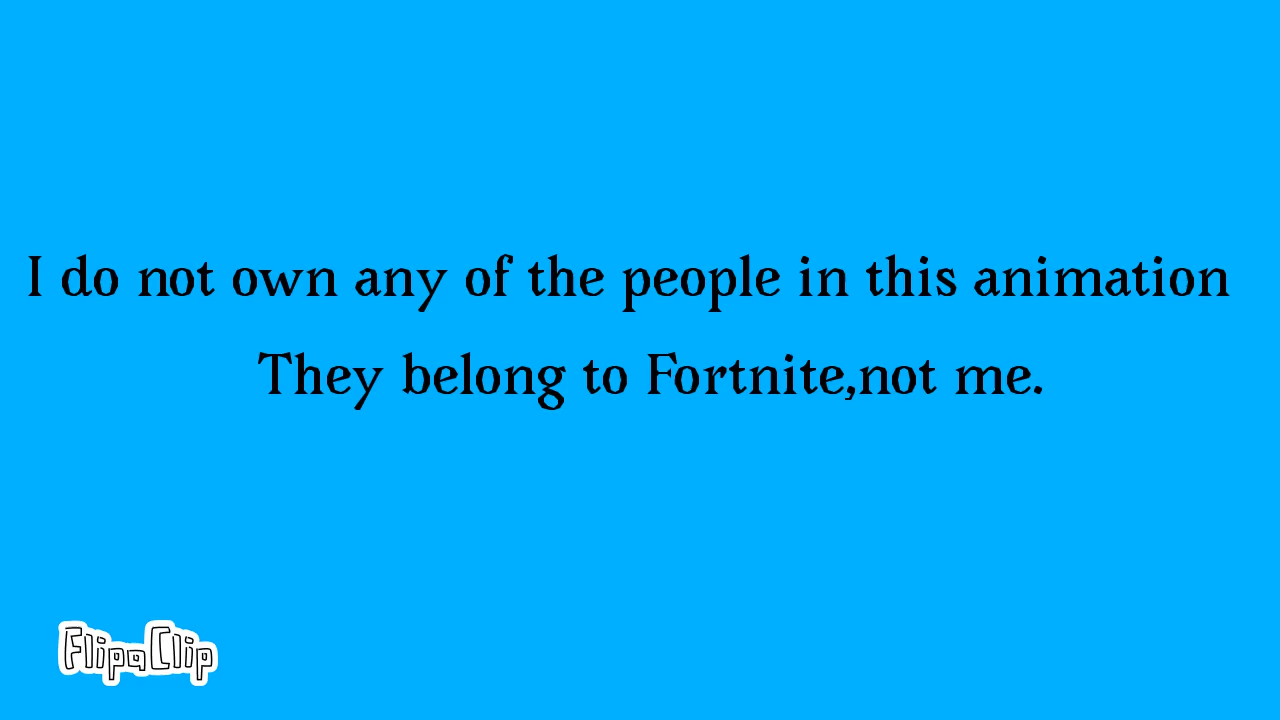 I do not own any of the people in this animation
They belong to Fortnite,not me.
FlipaClip